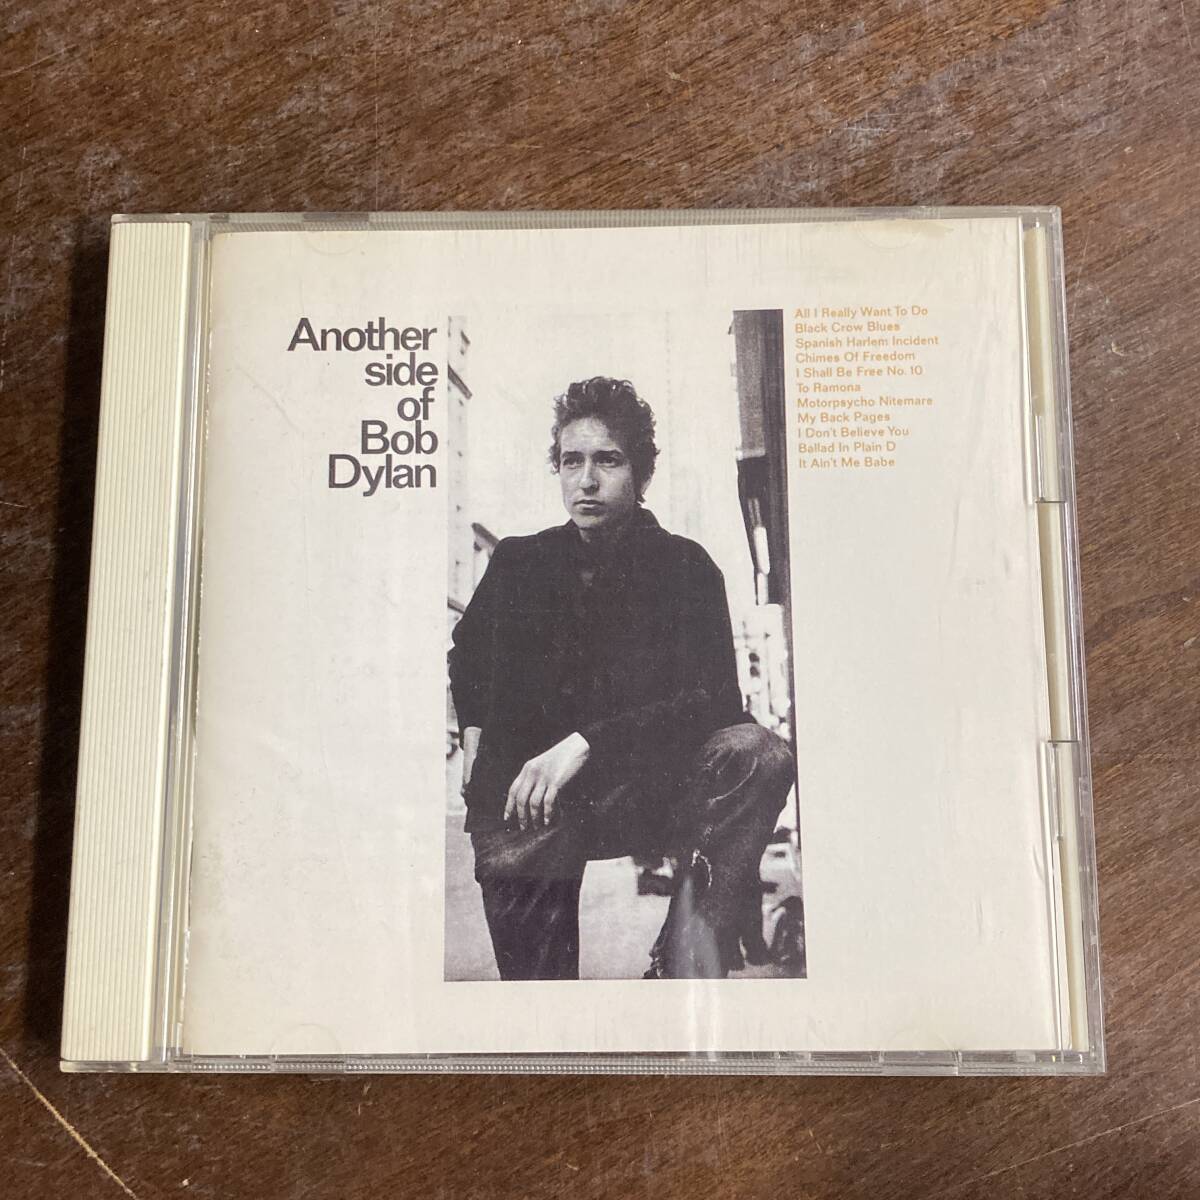 Another
side
of
Bob
Dylan
All I Really Want To Do
Black Crow Blues
Spanish Harlem Incident
Chimes Of Freedom
I Shall Be Free No. 10
To Ramona
Motorpsycho Nitemare
My Back Pages
I Don't Believe You
Ballad In Plain D
It Ain't Me Babe